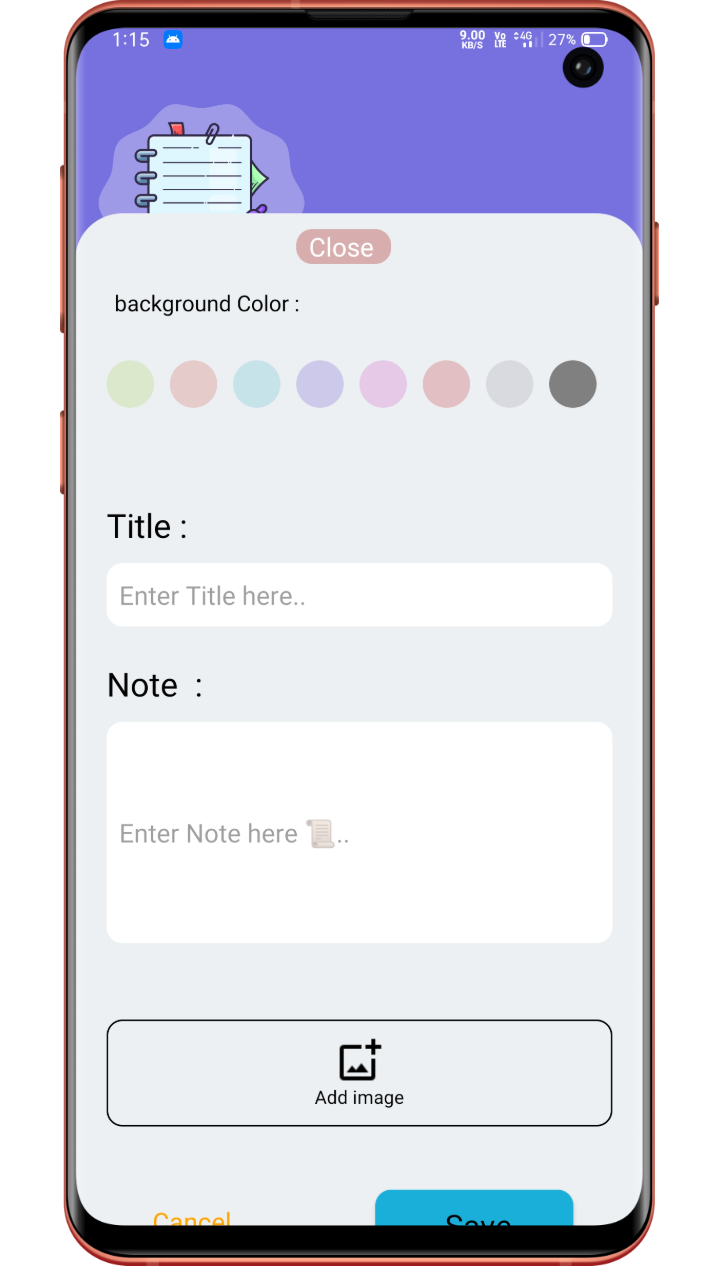 1:15 9.00 KB/S Vo LTE 4G 27%
Close
background Color :
Title :
Enter Title here..
Note :
Enter Note here 📜..
Add image
Cancel Save